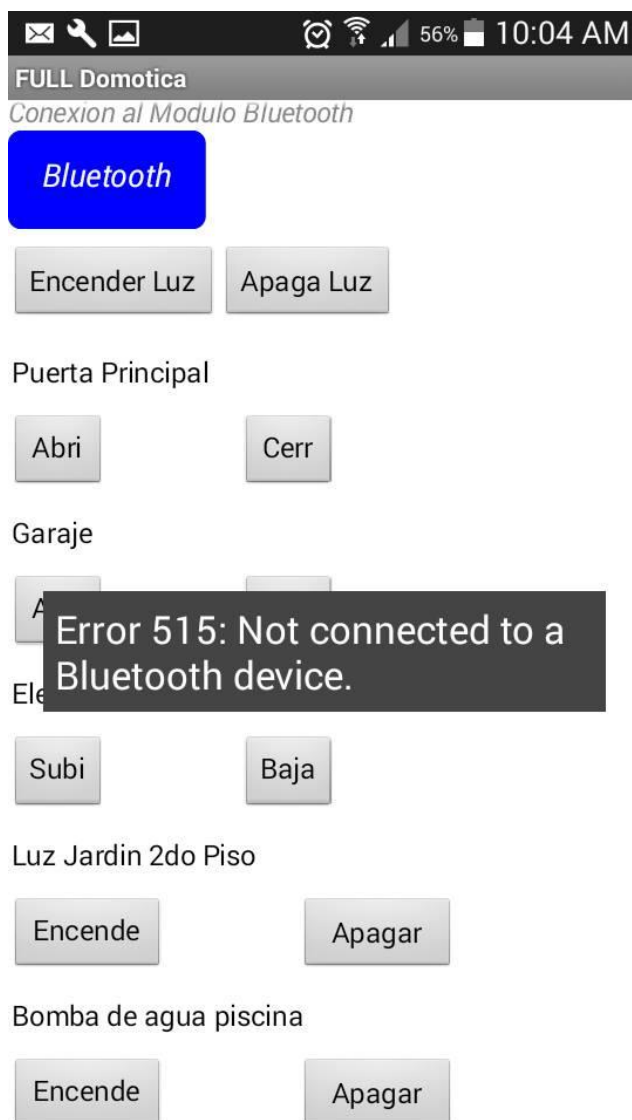 56% 10:04 AM
FULL Domotica
Conexion al Modulo Bluetooth
Bluetooth
Encender Luz Apaga Luz
Puerta Principal
Abri Cerr
Garaje
Error 515: Not connected to a
Bluetooth device.
Subi Baja
Luz Jardin 2do Piso
Encende Apagar
Bomba de agua piscina
Encende Apagar